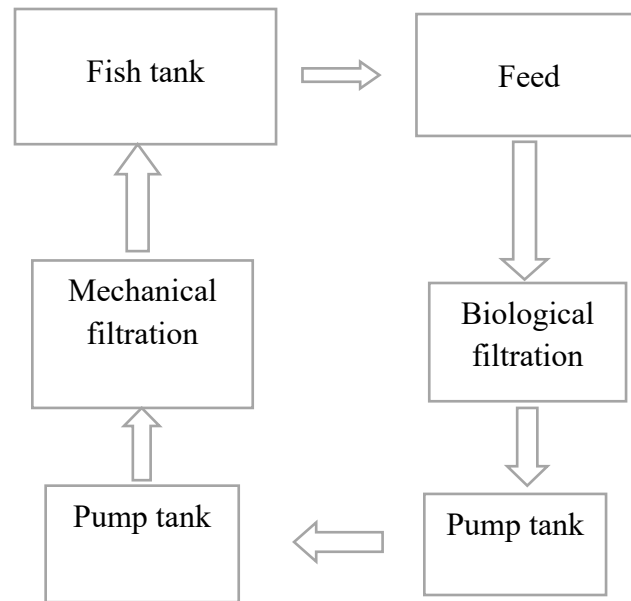 Fish tank
Feed
Mechanical
filtration
Biological
filtration
Pump tank
Pump tank